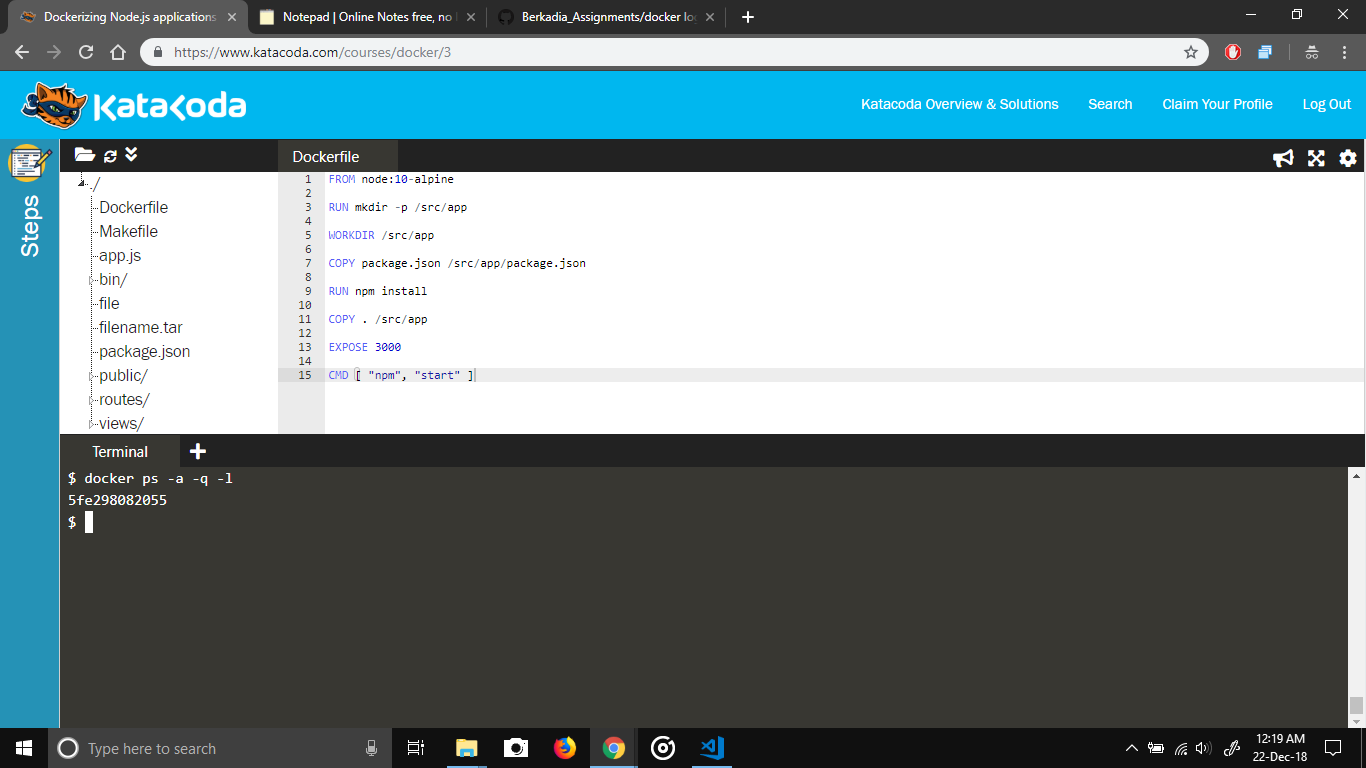 Dockerizing Node.js applications
Notepad | Online Notes free, no
Berkadia_Assignments/docker log
https://www.katacoda.com/courses/docker/3
KataKoda
Katacoda Overview & Solutions
Search
Claim Your Profile
Log Out
Steps
./
Dockerfile
Makefile
app.js
bin/
file
filename.tar
package.json
public/
routes/
views/
Dockerfile
1 FROM node:10-alpine
2
3 RUN mkdir -p /src/app
4
5 WORKDIR /src/app
6
7 COPY package.json /src/app/package.json
8
9 RUN npm install
10
11 COPY . /src/app
12
13 EXPOSE 3000
14
15 CMD [ "npm", "start" ]
Terminal
$ docker ps -a -q -l
5fe298082055
$
Type here to search
12:19 AM
22-Dec-18